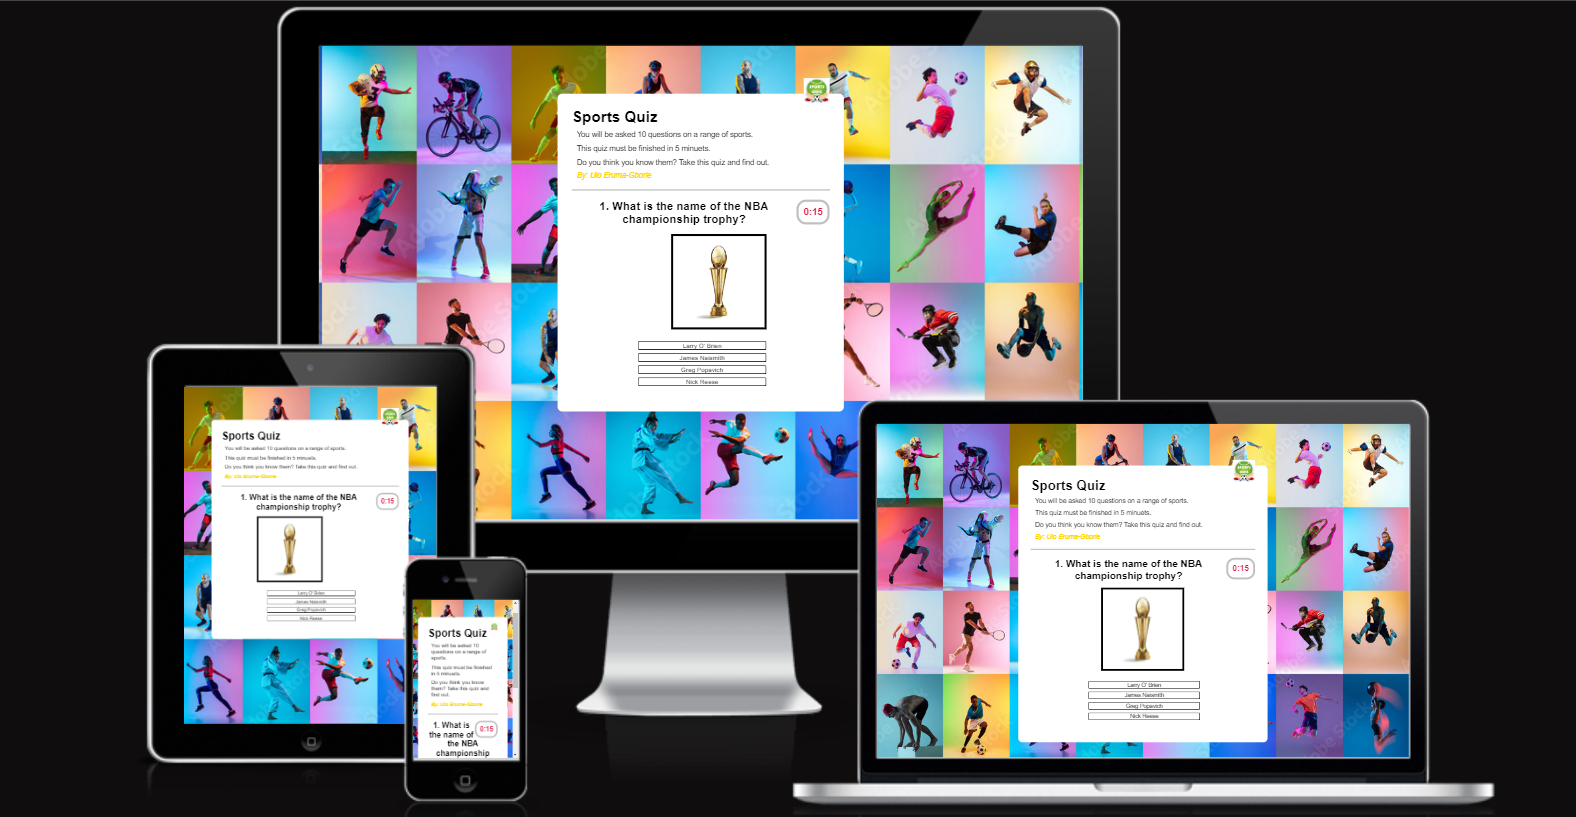 SPORTS
Sports Quiz
You will be asked 10 questions on a range of sports.
This quiz must be finished in 5 minuets.
Do you think you know them? Take this quiz and find out.
By: Uio Eruma-Gborie
1. What is the name of the NBA
championship trophy?
0:15
Larry O' Brien
James Naismith
Greg Popovich
Nick Reese
Sports Quiz
You will be asked 10 questions on a range of sports.
This quiz must be finished in 5 minuets.
Do you think you know them? Take this quiz and find out.
By: Uio Eruma-Gborie
1. What is the name of the NBA
championship trophy?
0:15
Larry O' Brien
James Naismith
Greg Popovich
Nick Reese
Sports Quiz
You will be asked 10
questions on a range of
sports.
This quiz must be finished
in 5 minuets.
Do you think you know
them? Take this quiz and
find out.
By: Uio Eruma-Gborie
1. What is
the name of
the NBA
championship
0:15
SPORTS
Sports Quiz
You will be asked 10 questions on a range of sports.
This quiz must be finished in 5 minuets.
Do you think you know them? Take this quiz and find out.
By: Uio Eruma-Gborie
1. What is the name of the NBA
championship trophy?
0:15
Larry O' Brien
James Naismith
Greg Popovich
Nick Reese